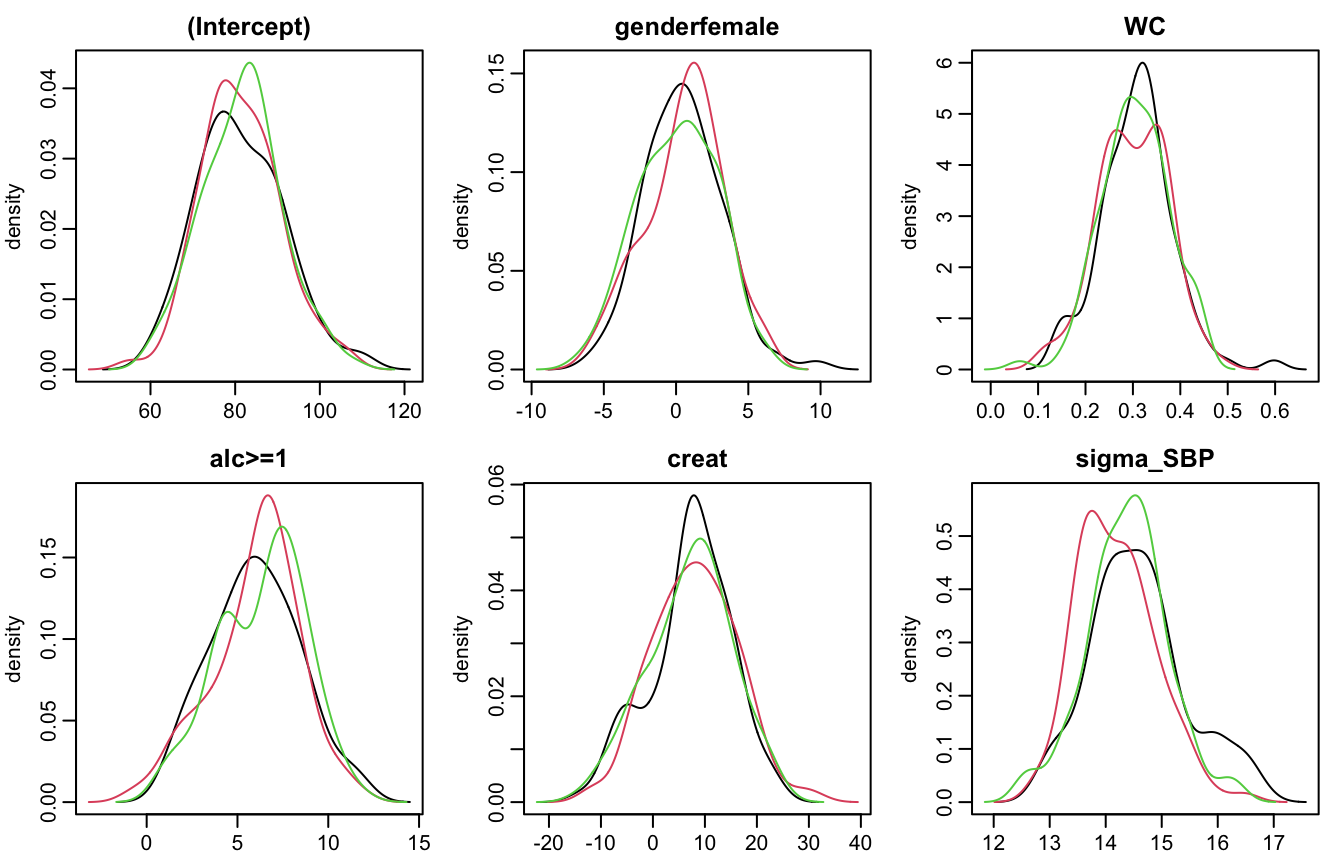 (Intercept)
density
0.00 0.01 0.02 0.03 0.04
60 80 100 120
genderfemale
density
0.00 0.05 0.10 0.15
-10 -5 0 5 10
WC
density
0 1 2 3 4 5 6
0.0 0.1 0.2 0.3 0.4 0.5 0.6
alc>=1
density
0.00 0.05 0.10 0.15
0 5 10 15
creat
density
0.00 0.02 0.04 0.06
-20 -10 0 10 20 30 40
sigma_SBP
density
0.0 0.1 0.2 0.3 0.4 0.5
12 13 14 15 16 17